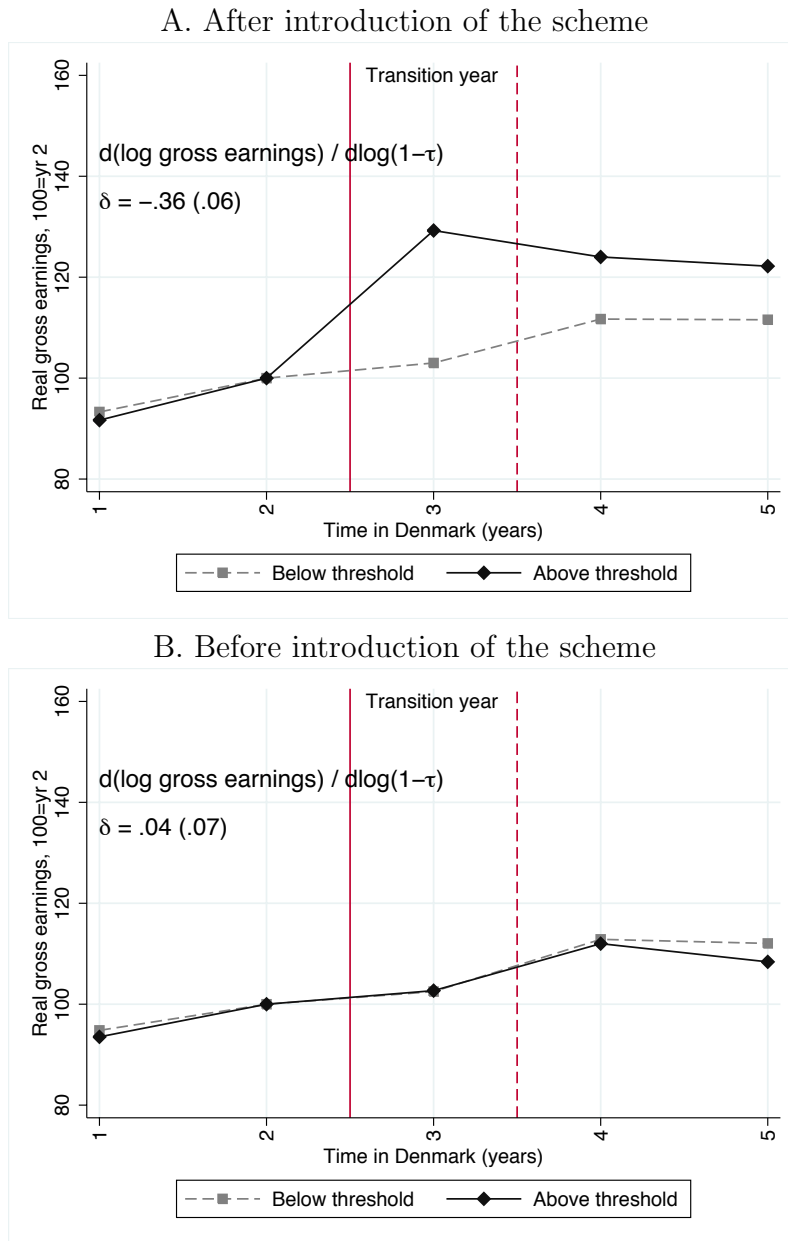 A. After introduction of the scheme
160
140
120
100
80
Real gross earnings, 100=yr 2
Transition year
d(log gross earnings) / dlog(1−τ)
δ = −.36 (.06)
1 2 3 4 5
Time in Denmark (years)
Below threshold Above threshold
B. Before introduction of the scheme
160
140
120
100
80
Real gross earnings, 100=yr 2
Transition year
d(log gross earnings) / dlog(1−τ)
δ = .04 (.07)
1 2 3 4 5
Time in Denmark (years)
Below threshold Above threshold